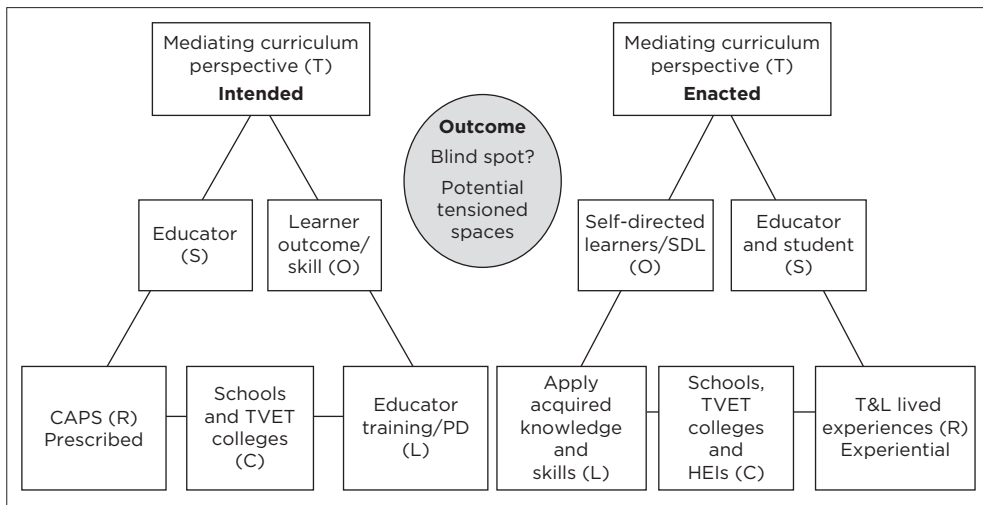 Mediating curriculum
perspective (T)
Intended
Mediating curriculum
perspective (T)
Enacted
Outcome
Blind spot?
Potential
tensioned
spaces
Educator
(S)
Learner
outcome/
skill (O)
Self-directed
learners/SDL
(O)
Educator
and student
(S)
CAPS (R)
Prescribed
Schools
and TVET
colleges
(C)
Educator
training/PD
(L)
Apply
acquired
knowledge
and
skills (L)
Schools,
TVET
colleges
and
HEIs (C)
T&L lived
experiences (R)
Experiential